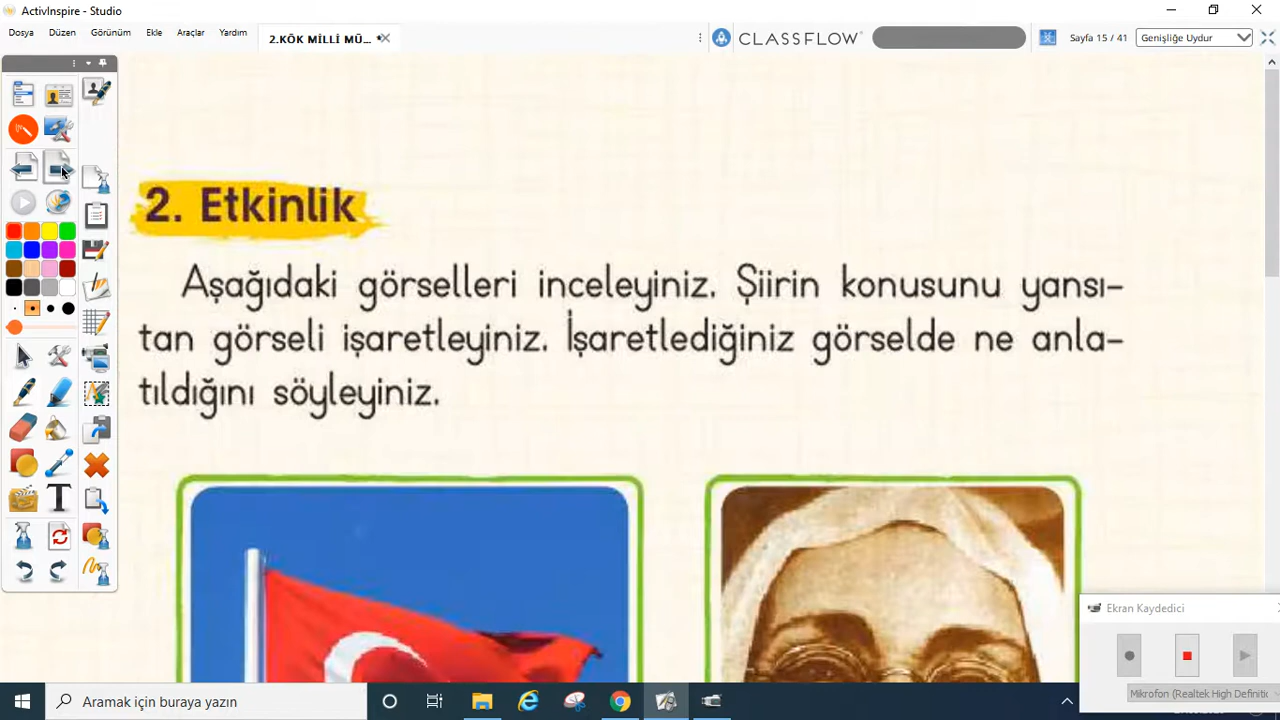 ActivInspire - Studio
Dosya Düzen Görünüm Ekle Araçlar Yardım
2.KÖK MİLLİ MÜ...
CLASSFLOW
Sayfa 15 / 41
Genişliğe Uydur
2. Etkinlik
Aşağıdaki görselleri inceleyiniz. Şiirin konusunu yansı-
tan görseli işaretleyiniz. İşaretlediğiniz görselde ne anla-
tıldığını söyleyiniz.
Ekran Kaydedici
Mikrofon (Realtek High Definitic
Aramak için buraya yazın